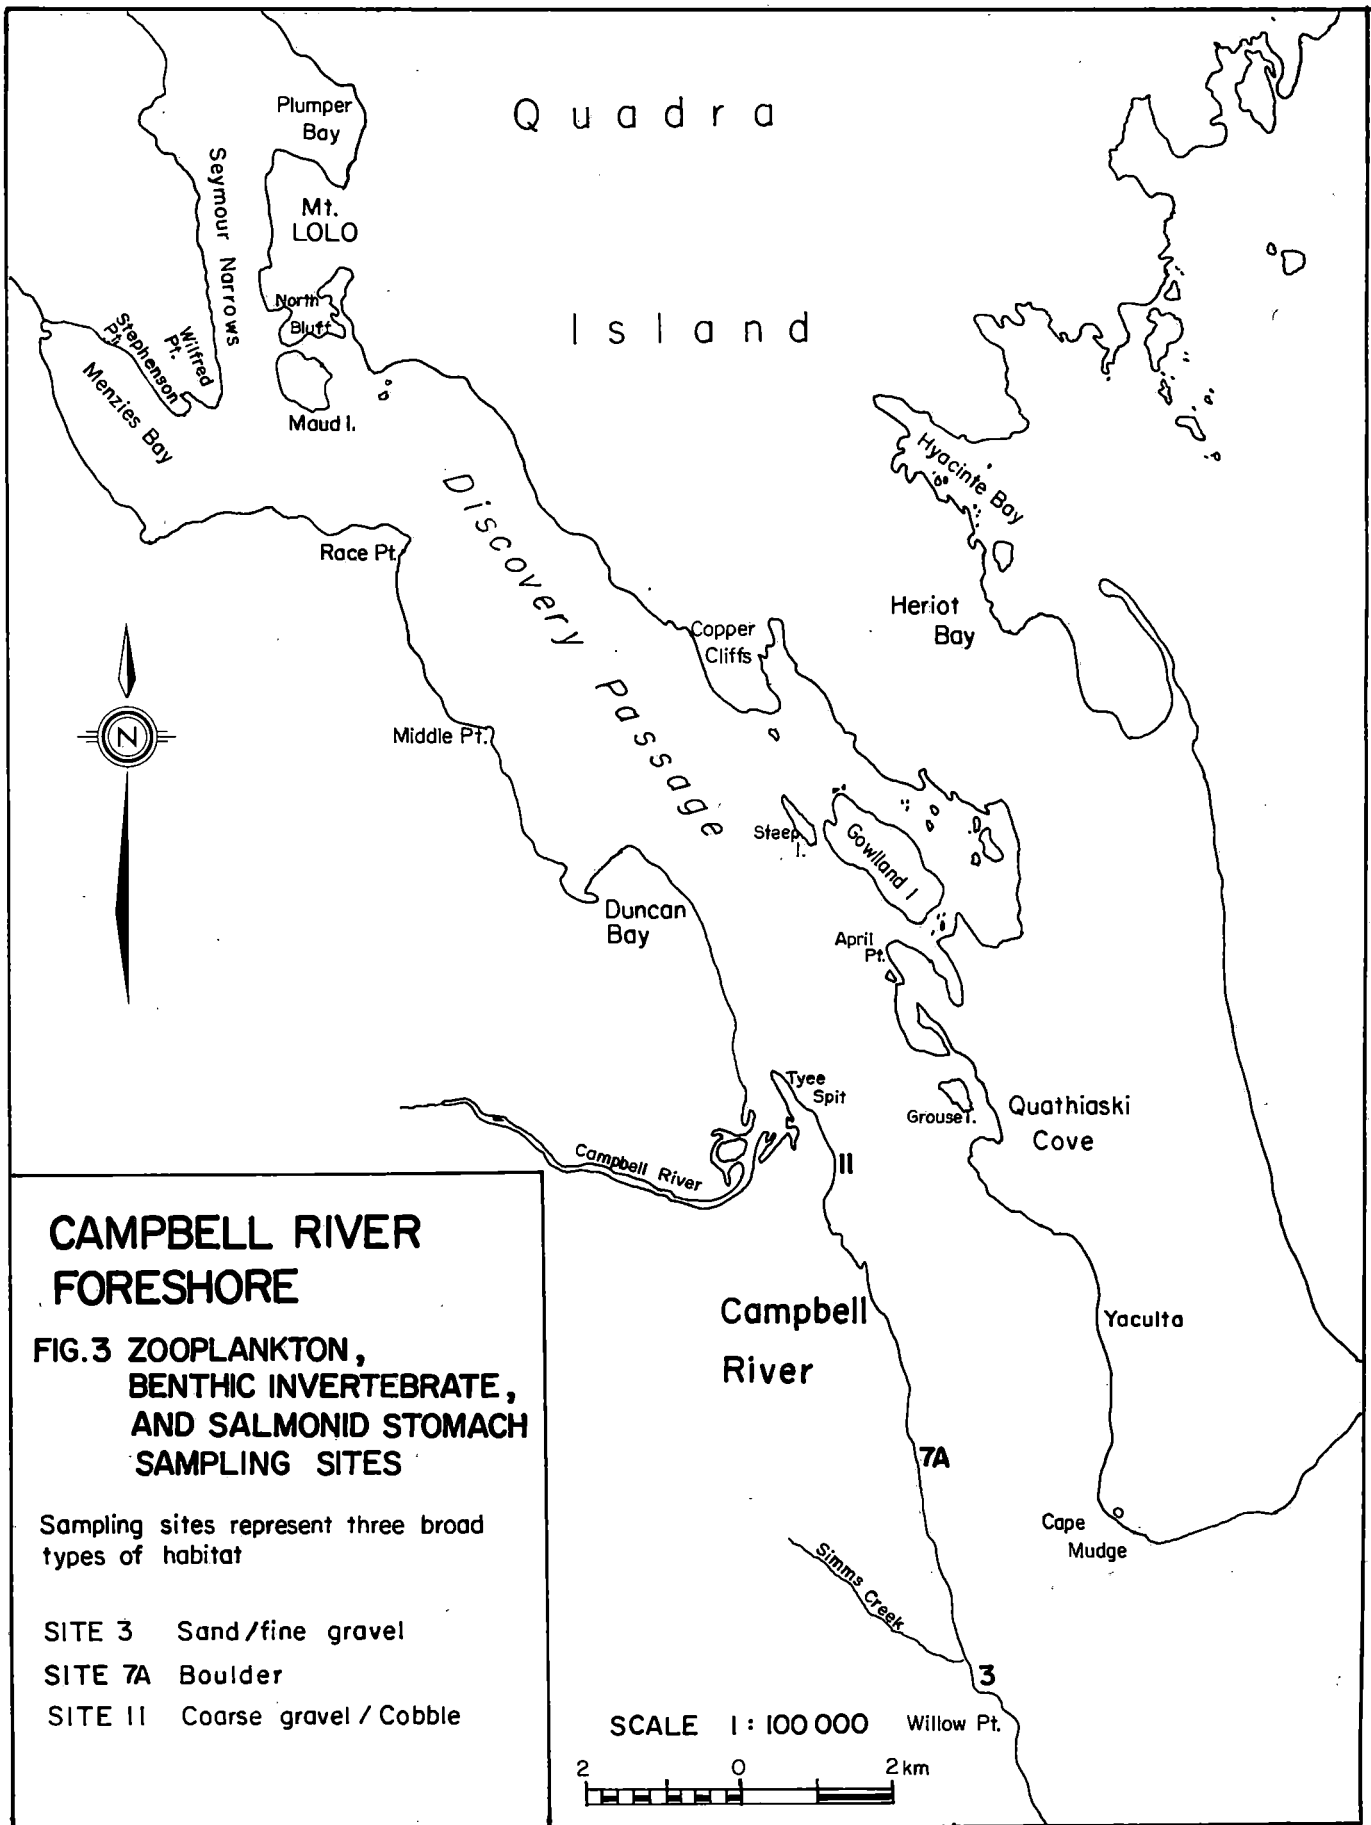 Plumper
Bay
Quadra
Island
Seymour Narrows
Mt.
LOLO
North
Bluff
Wilfred
Pt.
Stephenson
Pt.
Menzies Bay
Maud I.
Discovery Passage
Race Pt.
Hyacinte Bay
Heriot
Bay
Copper
Cliffs
N
Middle Pt.
Steep
I.
Gowlland I
Duncan
Bay
April
Pt.
Tyee
Spit
Grouse I.
Quathiaski
Cove
Campbell River
11
Campbell
River
Yaculta
7A
Cape
Mudge
Simms Creek
3
Willow Pt.
CAMPBELL RIVER
FORESHORE
FIG.3 ZOOPLANKTON,
BENTHIC INVERTEBRATE,
AND SALMONID STOMACH
SAMPLING SITES
Sampling sites represent three broad
types of habitat
SITE 3 Sand/fine gravel
SITE 7A Boulder
SITE 11 Coarse gravel / Cobble
SCALE 1 : 100 000
2 0 2 km